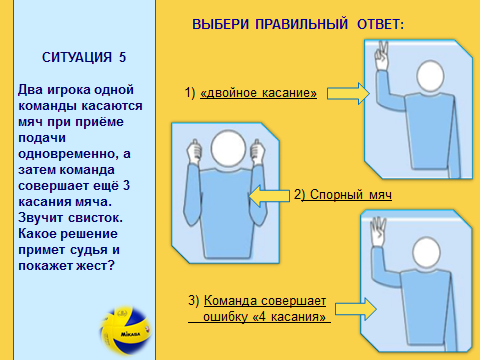 ВЫБЕРИ ПРАВИЛЬНЫЙ ОТВЕТ:
СИТУАЦИЯ 5
Два игрока одной
команды касаются
мяч при приёме
подачи
одновременно, а
затем команда
совершает ещё 3
касания мяча.
Звучит свисток.
Какое решение
примет судья и
покажет жест?
1) «двойное касание»
2) Спорный мяч
3) Команда совершает
ошибку «4 касания»
MIKASA